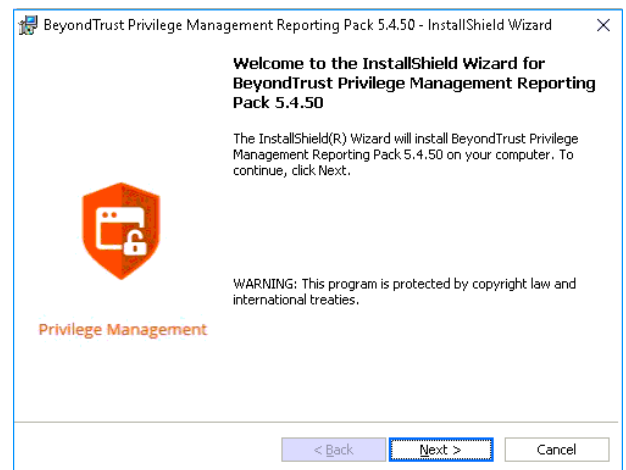 BeyondTrust Privilege Management Reporting Pack 5.4.50 - InstallShield Wizard
Welcome to the InstallShield Wizard for
BeyondTrust Privilege Management Reporting
Pack 5.4.50
The InstallShield(R) Wizard will install BeyondTrust Privilege
Management Reporting Pack 5.4.50 on your computer. To
continue, click Next.
WARNING: This program is protected by copyright law and
international treaties.
Privilege Management
< Back Next > Cancel